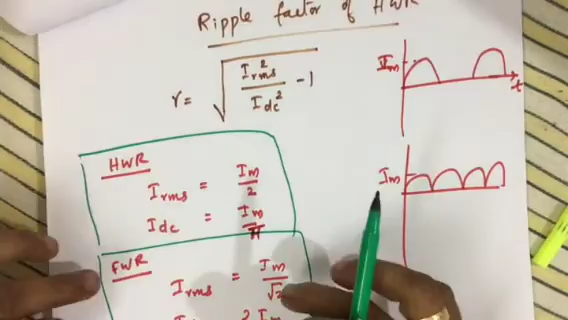 Ripple factor of HWR
r = √(Irms²/Idc² - 1)
HWR
Irms = Im/2
Idc = Im/π
FWR
Irms = Im/√2
2Im
Im
t
Im